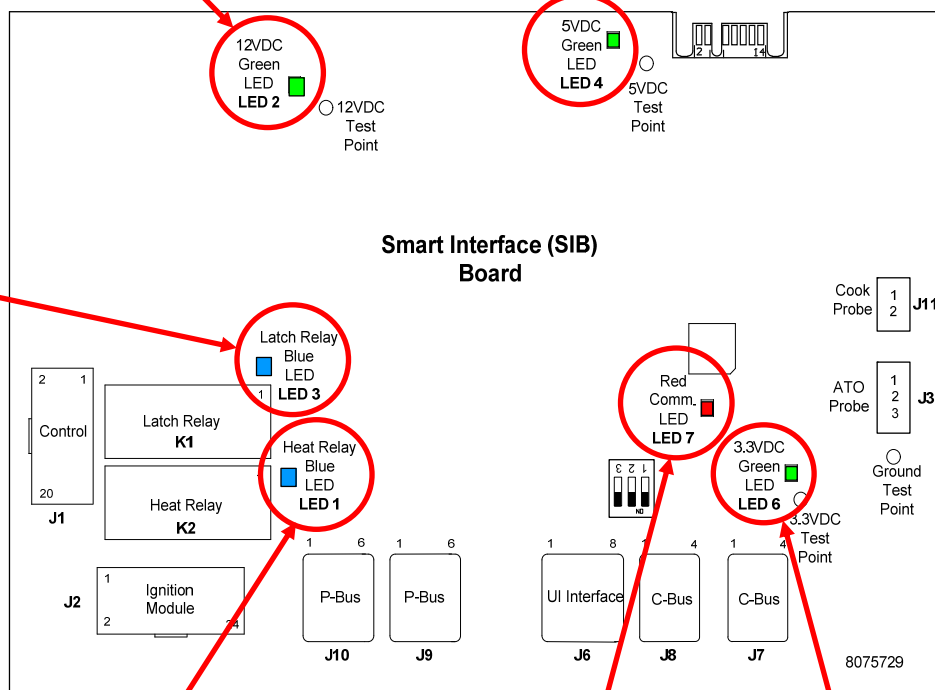 12VDC
Green
LED
LED 2
12VDC
Test
Point
5VDC
Green
LED
LED 4
5VDC
Test
Point
2 1 14
Smart Interface (SIB)
Board
Cook
Probe
1
2
J11
ATO
Probe
1
2
3
J3
Ground
Test
Point
Latch Relay
Blue
LED
LED 3
2 1
Control
20
J1
1
Latch Relay
K1
Heat Relay
Blue
LED
LED 1
Heat Relay
K2
Red
Comm.
LED
LED 7
3.3VDC
Green
LED
LED 6
3.3VDC
Test
Point
3 2 1
ON
J2
1
Ignition
Module
2 24
1 6
P-Bus
J10
1 6
P-Bus
J9
1 8
UI Interface
J6
1 4
C-Bus
J8
1 4
C-Bus
J7
8075729